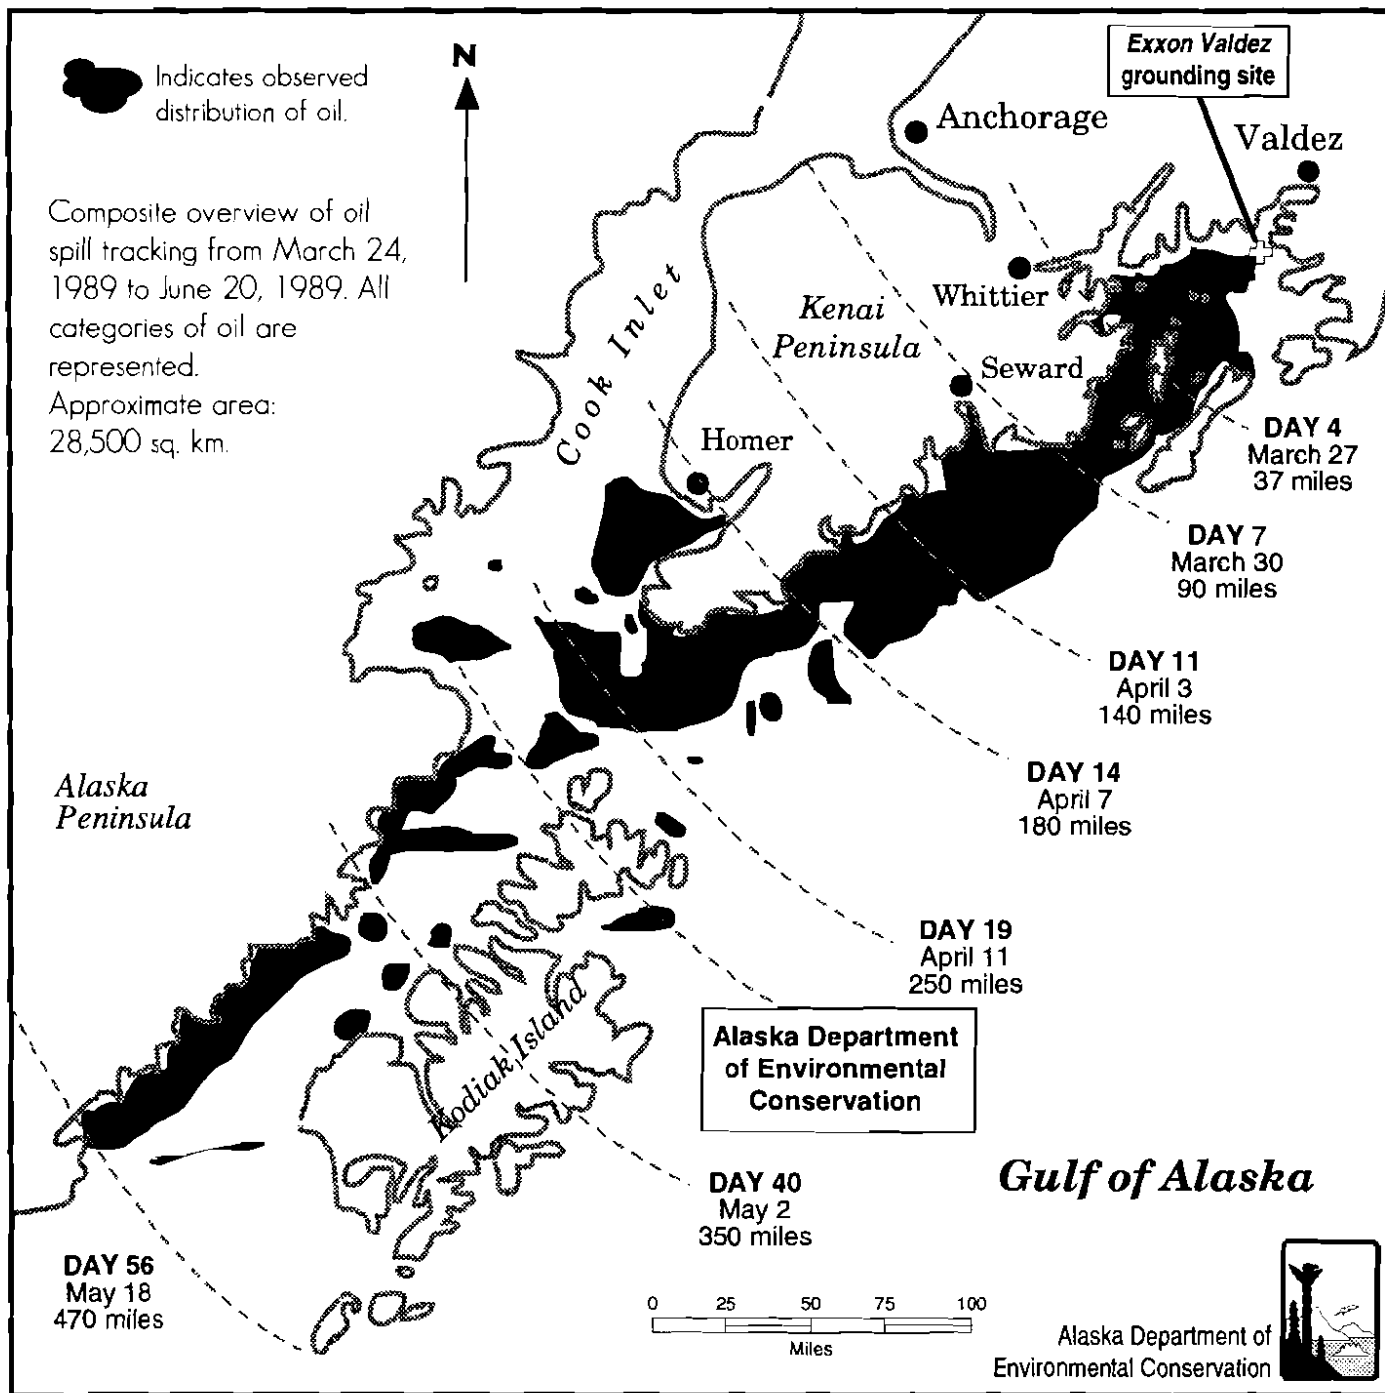 Indicates observed
distribution of oil.
Composite overview of oil
spill tracking from March 24,
1989 to June 20, 1989. All
categories of oil are
represented.
Approximate area:
28,500 sq. km.
N
Exxon Valdez
grounding site
Anchorage
Valdez
Whittier
Kenai
Peninsula
Seward
Cook Inlet
Homer
DAY 4
March 27
37 miles
DAY 7
March 30
90 miles
DAY 11
April 3
140 miles
DAY 14
April 7
180 miles
Alaska
Peninsula
DAY 19
April 11
250 miles
Kodiak Island
Alaska Department
of Environmental
Conservation
DAY 40
May 2
350 miles
Gulf of Alaska
DAY 56
May 18
470 miles
0 25 50 75 100
Miles
Alaska Department of
Environmental Conservation